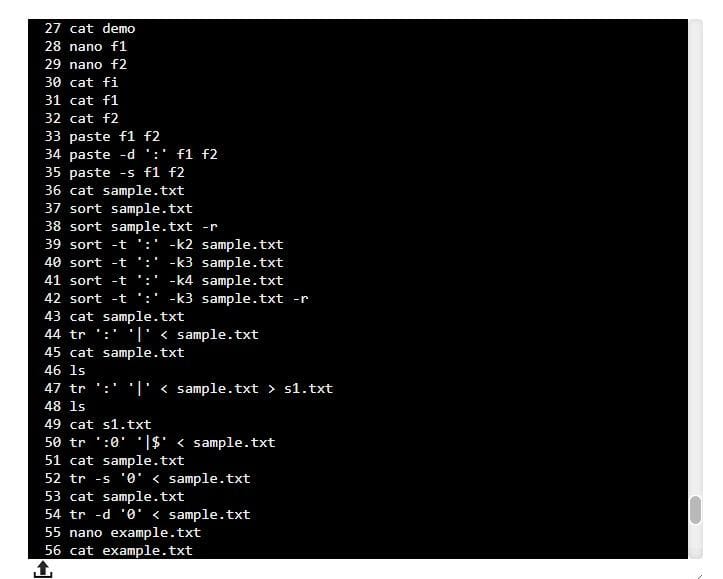 27 cat demo
28 nano f1
29 nano f2
30 cat fi
31 cat f1
32 cat f2
33 paste f1 f2
34 paste -d ':' f1 f2
35 paste -s f1 f2
36 cat sample.txt
37 sort sample.txt
38 sort sample.txt -r
39 sort -t ':' -k2 sample.txt
40 sort -t ':' -k3 sample.txt
41 sort -t ':' -k4 sample.txt
42 sort -t ':' -k3 sample.txt -r
43 cat sample.txt
44 tr ':' '|' < sample.txt
45 cat sample.txt
46 ls
47 tr ':' '|' < sample.txt > s1.txt
48 ls
49 cat s1.txt
50 tr ':0' '|$' < sample.txt
51 cat sample.txt
52 tr -s '0' < sample.txt
53 cat sample.txt
54 tr -d '0' < sample.txt
55 nano example.txt
56 cat example.txt